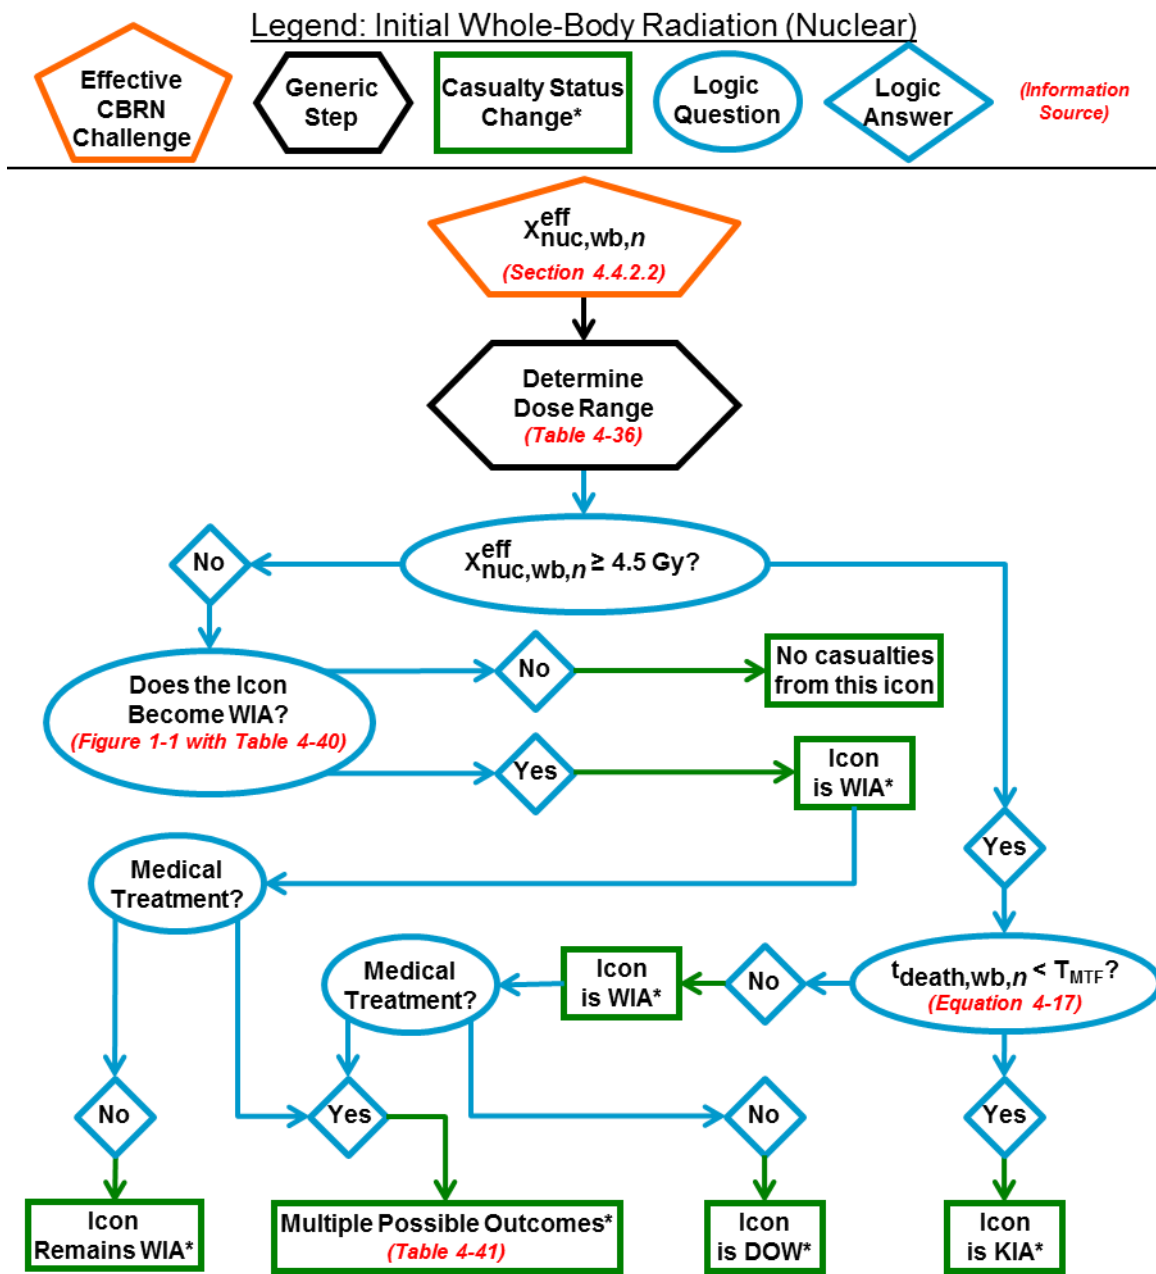 Legend: Initial Whole-Body Radiation (Nuclear)
Effective
CBRN
Challenge
Generic
Step
Casualty Status
Change*
Logic
Question
Logic
Answer
(Information
Source)
X^eff_nuc,wb,n
(Section 4.4.2.2)
Determine
Dose Range
(Table 4-36)
No
X^eff_nuc,wb,n ≥ 4.5 Gy?
Does the Icon
Become WIA?
(Figure 1-1 with Table 4-40)
No
No casualties
from this icon
Yes
Icon
is WIA*
Yes
Medical
Treatment?
Medical
Treatment?
Icon
is WIA*
No
t_death,wb,n < T_MTF?
(Equation 4-17)
No
Yes
No
Yes
Icon
Remains WIA*
Multiple Possible Outcomes*
(Table 4-41)
Icon
is DOW*
Icon
is KIA*